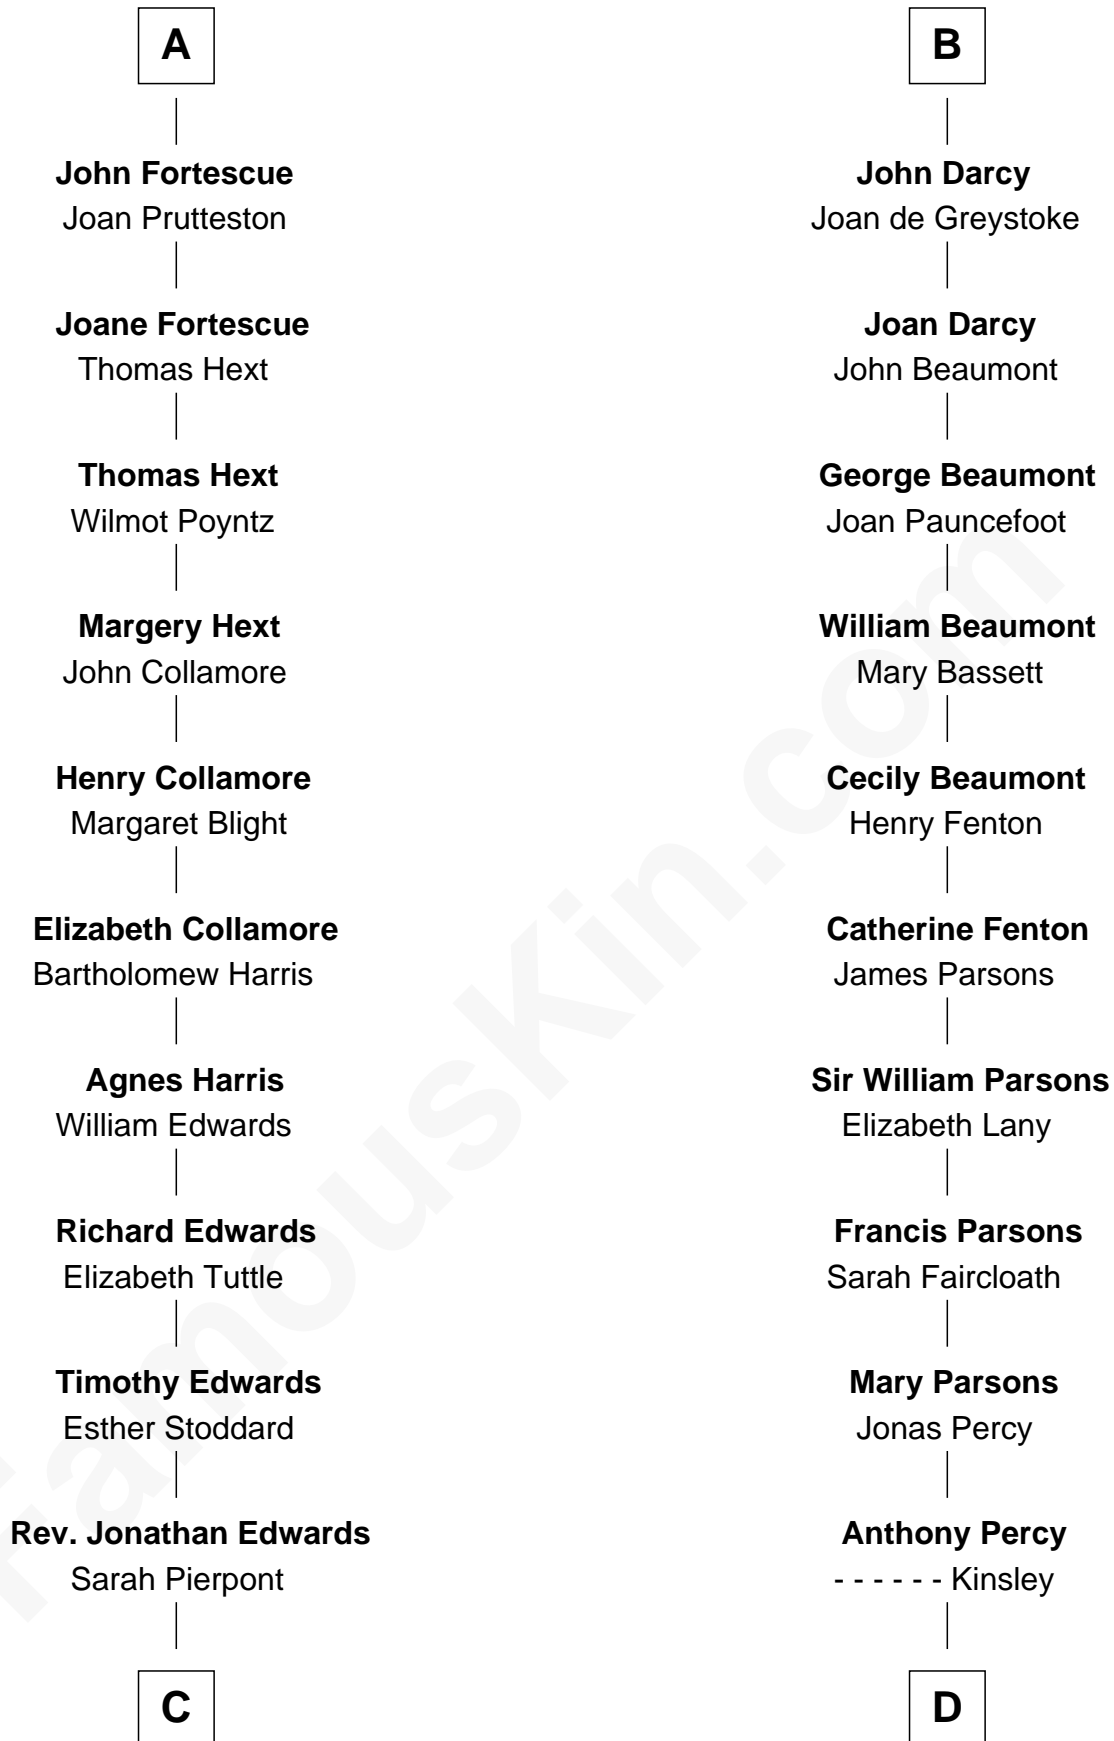 A
John Fortescue
Joan Prutteston
Joane Fortescue
Thomas Hext
Thomas Hext
Wilmot Poyntz
Margery Hext
John Collamore
Henry Collamore
Margaret Blight
Elizabeth Collamore
Bartholomew Harris
Agnes Harris
William Edwards
Richard Edwards
Elizabeth Tuttle
Timothy Edwards
Esther Stoddard
Rev. Jonathan Edwards
Sarah Pierpont
C
B
John Darcy
Joan de Greystoke
Joan Darcy
John Beaumont
George Beaumont
Joan Pauncefoot
William Beaumont
Mary Bassett
Cecily Beaumont
Henry Fenton
Catherine Fenton
James Parsons
Sir William Parsons
Elizabeth Lany
Francis Parsons
Sarah Faircloath
Mary Parsons
Jonas Percy
Anthony Percy
- - - - - - Kinsley
D
FamousKin.com